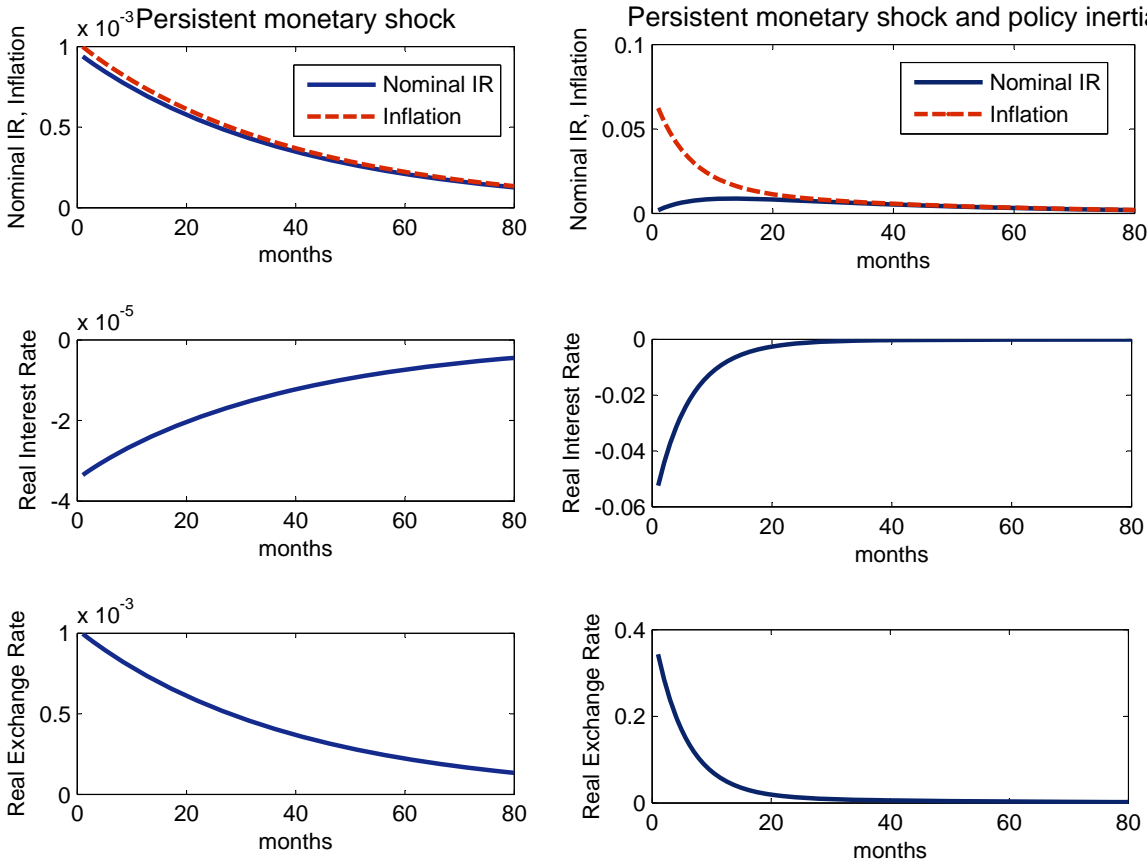 Persistent monetary shock
x 10^-3
Nominal IR, Inflation
1
0.5
0
Nominal IR
Inflation
0 20 40 60 80
months
Persistent monetary shock and policy inertia
Nominal IR, Inflation
0.1
0.05
0
Nominal IR
Inflation
0 20 40 60 80
months
x 10^-5
Real Interest Rate
0
-2
-4
0 20 40 60 80
months
Real Interest Rate
0
-0.02
-0.04
-0.06
0 20 40 60 80
months
x 10^-3
Real Exchange Rate
1
0.5
0
0 20 40 60 80
months
Real Exchange Rate
0.4
0.2
0
0 20 40 60 80
months